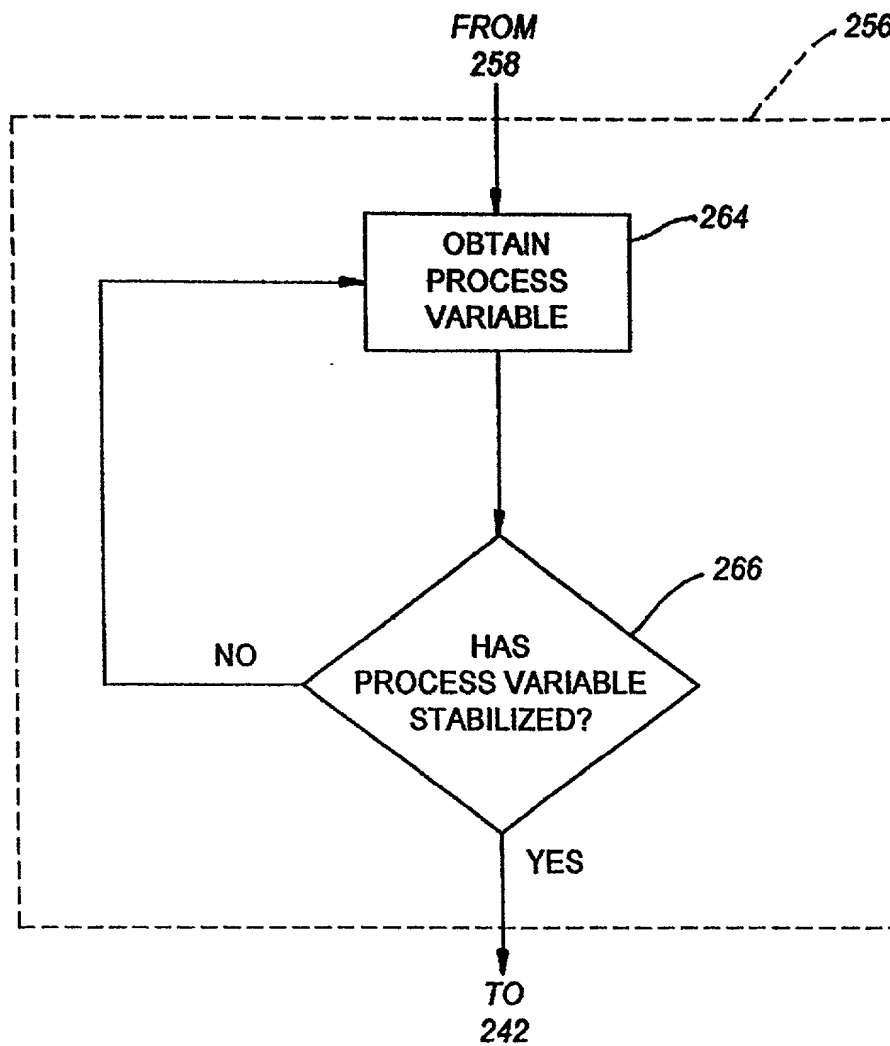 FROM
258
256
264
OBTAIN
PROCESS
VARIABLE
266
HAS
PROCESS VARIABLE
STABILIZED?
NO
YES
TO
242